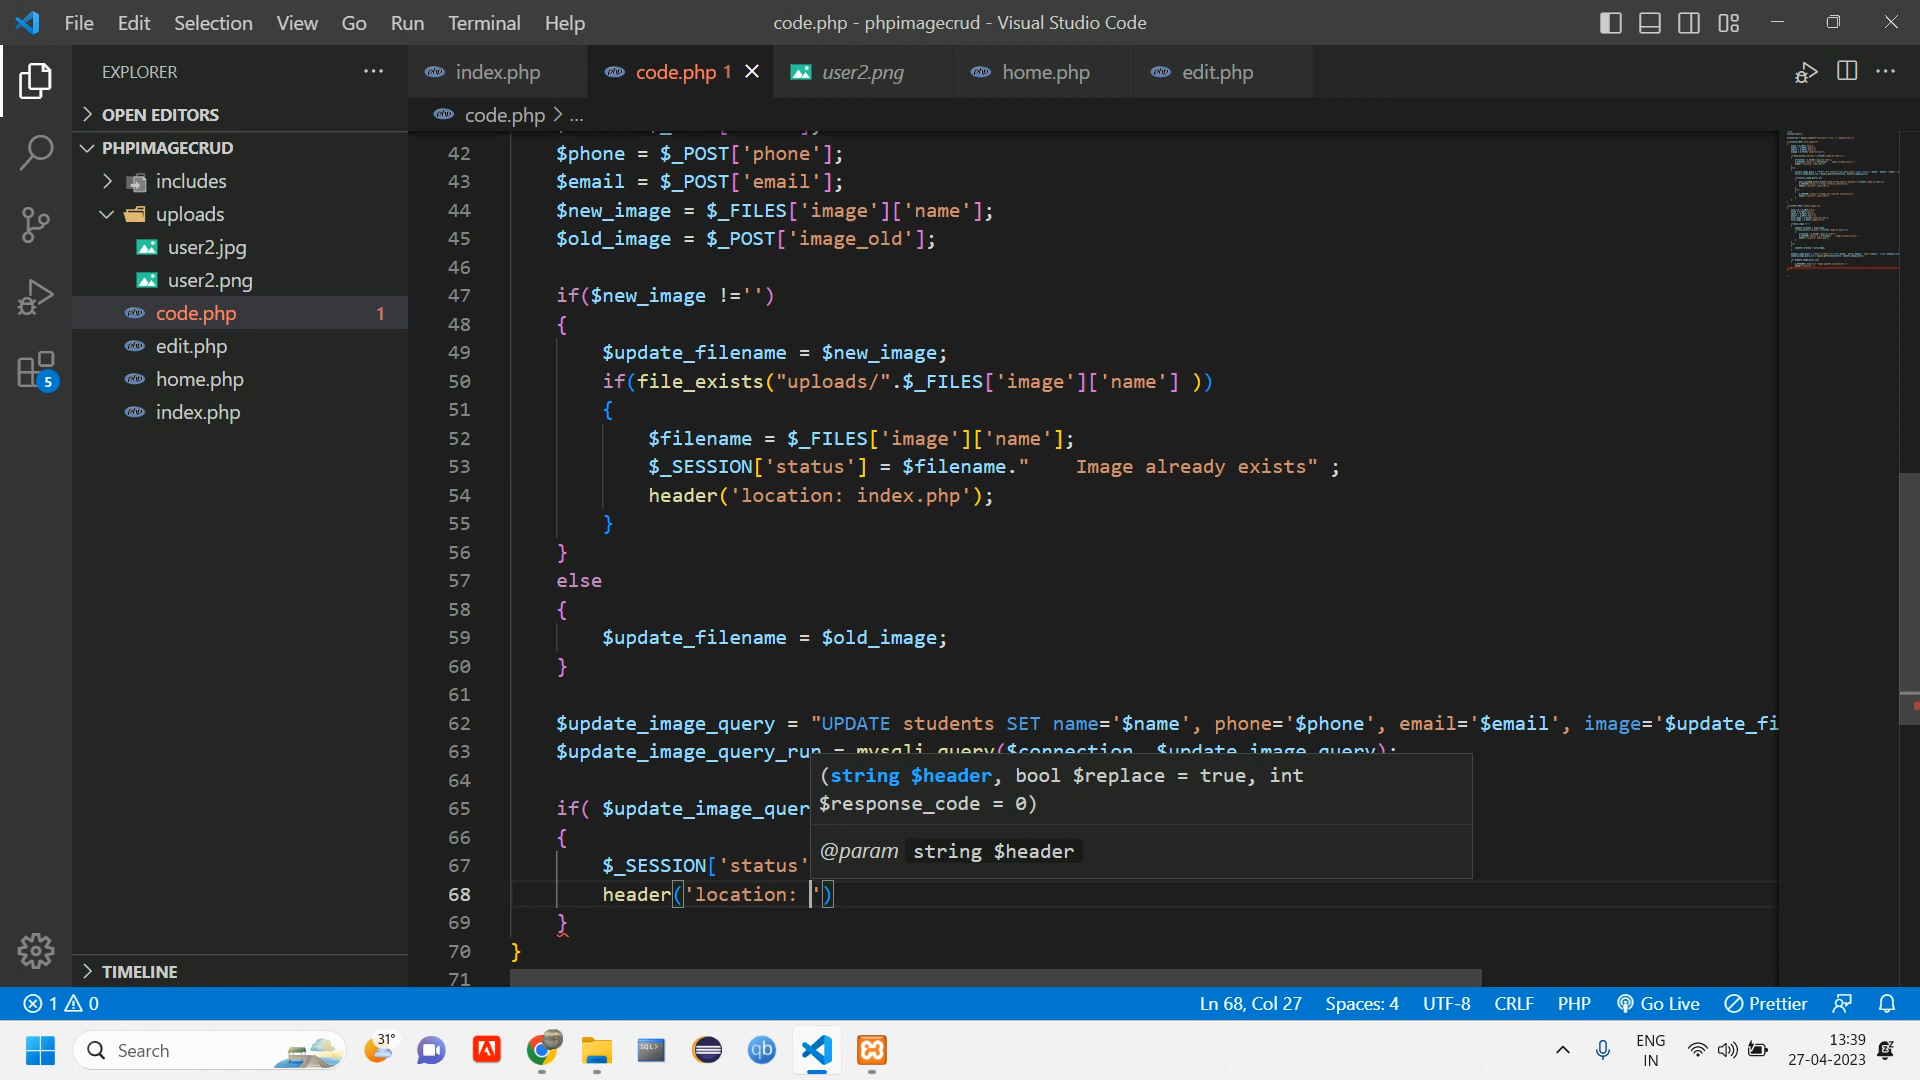 File Edit Selection View Go Run Terminal Help
code.php - phpimagecrud - Visual Studio Code
EXPLORER
OPEN EDITORS
PHPIMAGECRUD
includes
uploads
user2.jpg
user2.png
code.php 1
edit.php
home.php
index.php
TIMELINE
5
index.php code.php 1 user2.png home.php edit.php
code.php > ...
42 $phone = $_POST['phone'];
43 $email = $_POST['email'];
44 $new_image = $_FILES['image']['name'];
45 $old_image = $_POST['image_old'];
46
47 if($new_image !='')
48 {
49 $update_filename = $new_image;
50 if(file_exists("uploads/".$_FILES['image']['name'] ))
51 {
52 $filename = $_FILES['image']['name'];
53 $_SESSION['status'] = $filename."    Image already exists" ;
54 header('location: index.php');
55 }
56 }
57 else
58 {
59 $update_filename = $old_image;
60 }
61
62 $update_image_query = "UPDATE students SET name='$name', phone='$phone', email='$email', image='$update_fi
63 $update_image_query_run = mysqli_query($connection, $update_image_query);
64
65 if( $update_image_quer
66 {
67 $_SESSION['status'
68 header('location: ')
69 }
70 }
71
(string $header, bool $replace = true, int
$response_code = 0)
@param string $header
1 0
Ln 68, Col 27 Spaces: 4 UTF-8 CRLF PHP Go Live Prettier
Search
31°
SQL>
qb
ENG
IN
13:39
27-04-2023